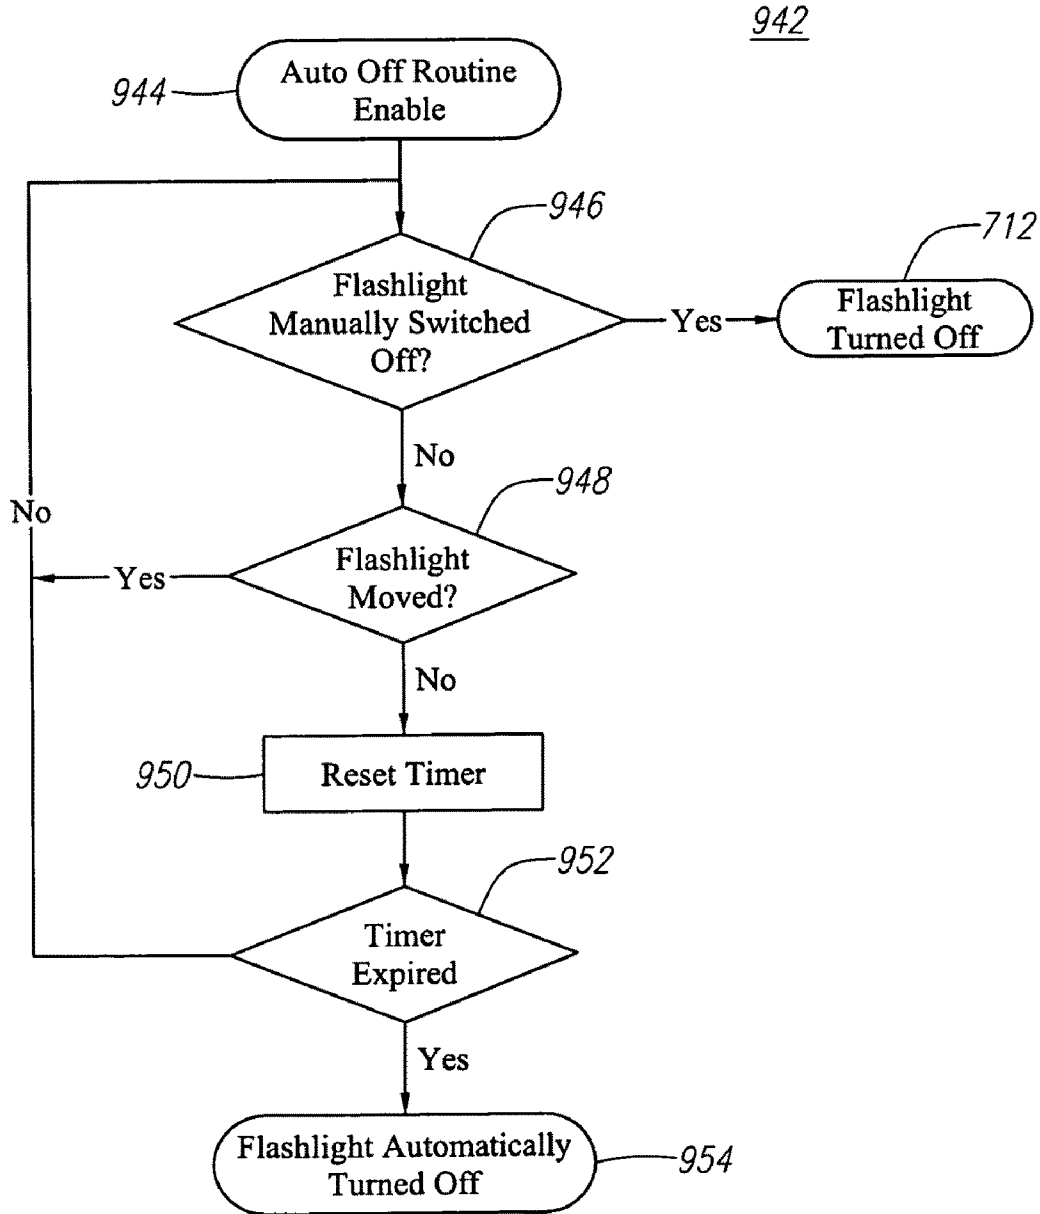 942
944
Auto Off Routine
Enable
946
712
Flashlight
Manually Switched
Off?
Yes
Flashlight
Turned Off
No
948
No
Yes
Flashlight
Moved?
No
950
Reset Timer
952
Timer
Expired
Yes
Flashlight Automatically
Turned Off
954